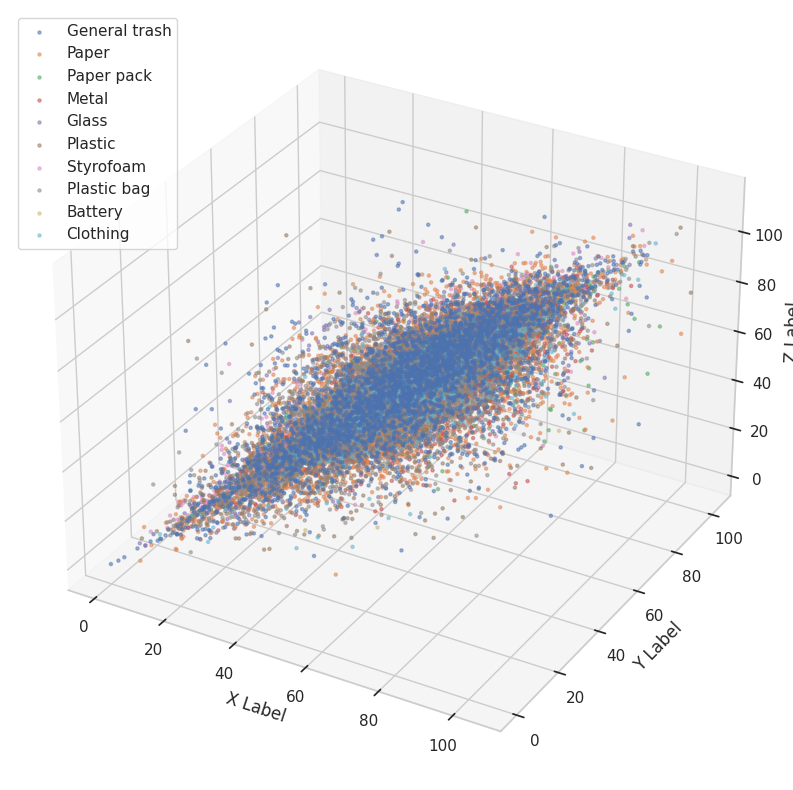 General trash
Paper
Paper pack
Metal
Glass
Plastic
Styrofoam
Plastic bag
Battery
Clothing
100
80
60
40
20
0
Z Label
100
80
60
40
20
0
Y Label
0
20
40
60
80
100
X Label